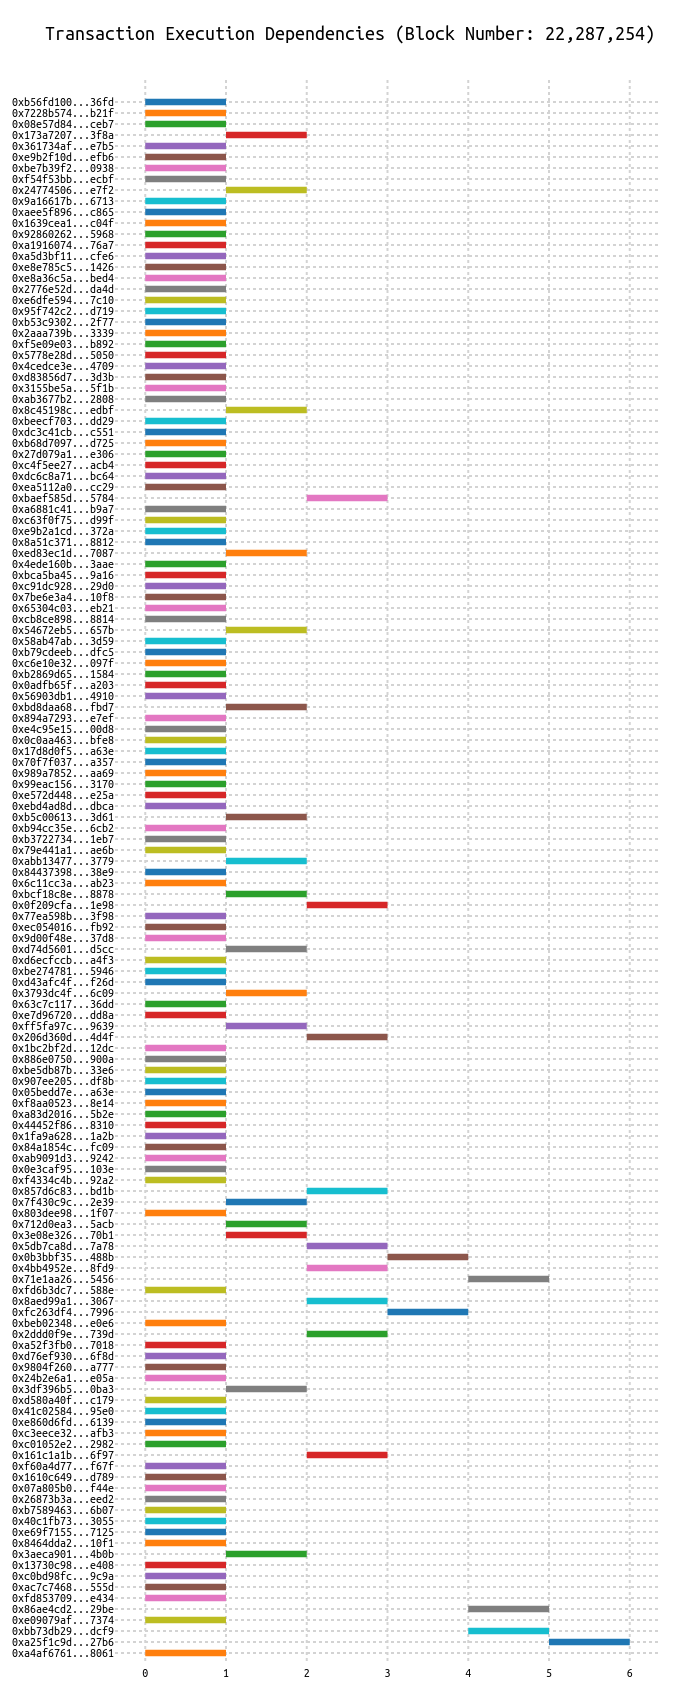 Transaction Execution Dependencies (Block Number: 22,287,254)
0xb56fd100...36fd
0x7228b574...b21f
0x08e57d84...ceb7
0x173a7207...3f8a
0x361734af...e7b5
0xe9b2f10d...efb6
0xbe7b39f2...0938
0xf54f53bb...ecbf
0x24774506...e7f2
0x9a16617b...6713
0xaee5f896...c865
0x1639cea1...c04f
0x92860262...5968
0xa1916074...76a7
0xa5d3bf11...cfe6
0xe8e785c5...1426
0xe8a36c5a...bed4
0x2776e52d...da4d
0xe6dfe594...7c10
0x95f742c2...d719
0xb53c9302...2f77
0x2aaa739b...3339
0xf5e09e03...b892
0x5778e28d...5050
0x4cedce3e...4709
0xd83856d7...3d3b
0x3155be5a...5f1b
0xab3677b2...2808
0x8c45198c...edbf
0xbeecf703...dd29
0xdc3c41cb...c551
0xb68d7097...d725
0x27d079a1...e306
0xc4f5ee27...acb4
0xdc6c8a71...bc64
0xea5112a0...cc29
0xbaef585d...5784
0xa6881c41...b9a7
0xc63f0f75...d99f
0xe9b2a1cd...372a
0x8a51c371...8812
0xed83ec1d...7087
0x4ede160b...3aae
0xbca5ba45...9a16
0xc91dc928...29d0
0x7be6e3a4...10f8
0x65304c03...eb21
0xcb8ce898...8814
0x54672eb5...657b
0x58ab47ab...3d59
0xb79cdeeb...dfc5
0xc6e10e32...097f
0xb2869d65...1584
0x0adfb65f...a203
0x56903db1...4910
0xbd8daa68...fbd7
0x894a7293...e7ef
0xe4c95e15...00d8
0x0c0aa463...bfe8
0x17d8d0f5...a63e
0x70f7f037...a357
0x989a7852...aa69
0x99eac156...3170
0xe572d448...e25a
0xebd4ad8d...dbca
0xb5c00613...3d61
0xb94cc35e...6cb2
0xb3722734...1eb7
0x79e441a1...ae6b
0xabb13477...3779
0x84437398...38e9
0x6c11cc3a...ab23
0xbcf18c8e...8878
0x0f209cfa...1e98
0x77ea598b...3f98
0xec054016...fb92
0x9d00f48e...37d8
0xd74d5601...d5cc
0xd6ecfccb...a4f3
0xbe274781...5946
0xd43afc4f...f26d
0x3793dc4f...6c09
0x63c7c117...36dd
0xe7d96720...dd8a
0xff5fa97c...9639
0x206d360d...4d4f
0x1bc2bf2d...12dc
0x886e0750...900a
0xbe5db87b...33e6
0x907ee205...df8b
0x05bedd7e...a63e
0xf8aa0523...8e14
0xa83d2016...5b2e
0x44452f86...8310
0x1fa9a628...1a2b
0x84a1854c...fc09
0xab9091d3...9242
0x0e3caf95...103e
0xf4334c4b...92a2
0x857d6c83...bd1b
0x7f430c9c...2e39
0x803dee98...1f07
0x712d0ea3...5acb
0x3e08e326...70b1
0x5db7ca8d...7a78
0x0b3bbf35...488b
0x4bb4952e...8fd9
0x71e1aa26...5456
0xfd6b3dc7...588e
0x8aed99a1...3067
0xfc263df4...7996
0xbeb02348...e0e6
0x2ddd0f9e...739d
0xa52f3fb0...7018
0xd76ef930...6f8d
0x9804f260...a777
0x24b2e6a1...e05a
0x3df396b5...0ba3
0xd580a40f...c179
0x41c02584...95e0
0xe860d6fd...6139
0xc3eece32...afb3
0xc01052e2...2982
0x161c1a1b...6f97
0xf60a4d77...f67f
0x1610c649...d789
0x07a805b0...f44e
0x26873b3a...eed2
0xb7589463...6b07
0x40c1fb73...3055
0xe69f7155...7125
0x8464dda2...10f1
0x3aeca901...4b0b
0x13730c98...e408
0xc0bd98fc...9c9a
0xac7c7468...555d
0xfd853709...e434
0x86ae4cd2...29be
0xe09079af...7374
0xbb73db29...dcf9
0xa25f1c9d...27b6
0xa4af6761...8061
0 1 2 3 4 5 6